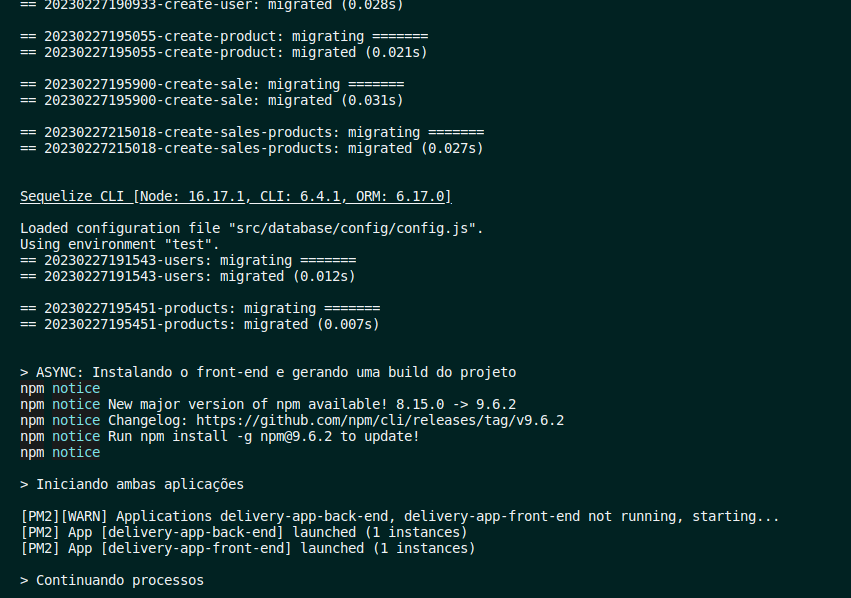 == 20230227190933-create-user: migrated (0.028s)
== 20230227195055-create-product: migrating =======
== 20230227195055-create-product: migrated (0.021s)
== 20230227195900-create-sale: migrating =======
== 20230227195900-create-sale: migrated (0.031s)
== 20230227215018-create-sales-products: migrating =======
== 20230227215018-create-sales-products: migrated (0.027s)
Sequelize CLI [Node: 16.17.1, CLI: 6.4.1, ORM: 6.17.0]
Loaded configuration file "src/database/config/config.js".
Using environment "test".
== 20230227191543-users: migrating =======
== 20230227191543-users: migrated (0.012s)
== 20230227195451-products: migrating =======
== 20230227195451-products: migrated (0.007s)
> ASYNC: Instalando o front-end e gerando uma build do projeto
npm notice
npm notice New major version of npm available! 8.15.0 -> 9.6.2
npm notice Changelog: https://github.com/npm/cli/releases/tag/v9.6.2
npm notice Run npm install -g npm@9.6.2 to update!
npm notice
> Iniciando ambas aplicações
[PM2][WARN] Applications delivery-app-back-end, delivery-app-front-end not running, starting...
[PM2] App [delivery-app-back-end] launched (1 instances)
[PM2] App [delivery-app-front-end] launched (1 instances)
> Continuando processos